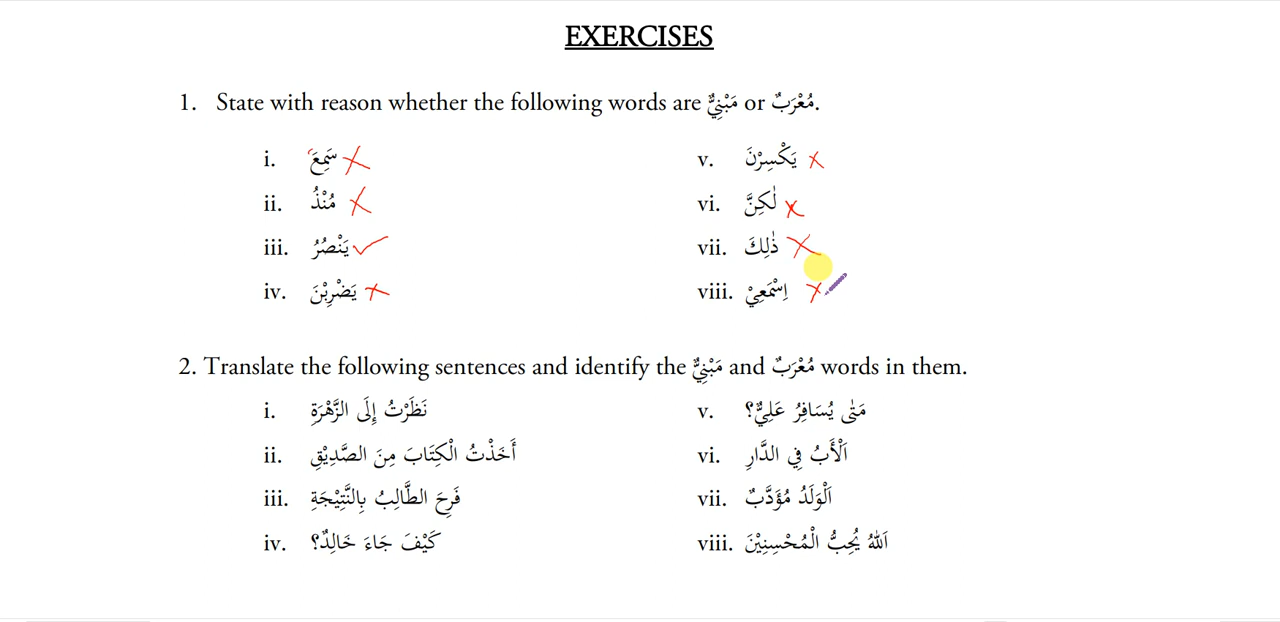 EXERCISES
1. State with reason whether the following words are مَبْنِيٌّ or مُعْرَبٌ.
i. سَمِعَ
v. يَكْسِرْنَ
ii. مُنْذُ
vi. لٰكِنَّ
iii. يَنْصُرُ
vii. ذٰلِكَ
iv. يَضْرِبْنَ
viii. اِسْمَعِيْ
2. Translate the following sentences and identify the مَبْنِيٌّ and مُعْرَبٌ words in them.
i. نَظَرْتُ إِلَى الزَّهْرَةِ
v. مَتٰى يُسَافِرُ عَلِيٌّ؟
ii. أَخَذْتُ الْكِتَابَ مِنَ الصَّدِيْقِ
vi. اَلْأَبُ فِي الدَّارِ
iii. فَرِحَ الطَّالِبُ بِالنَّتِيْجَةِ
vii. اَلْوَلَدُ مُؤَدَّبٌ
iv. كَيْفَ جَاءَ خَالِدٌ؟
viii. اَللهُ يُحِبُّ الْمُحْسِنِيْنَ